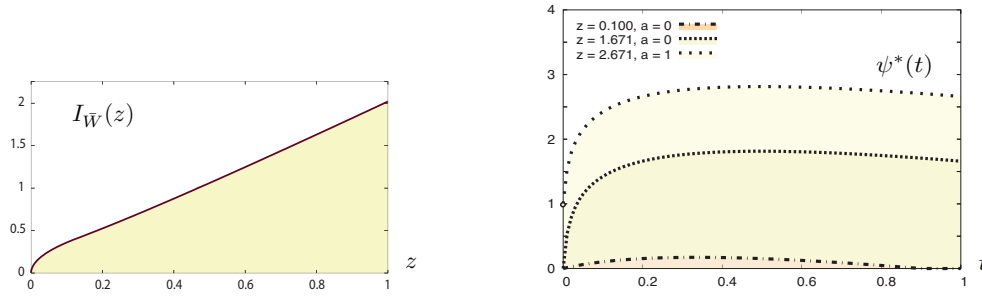 I_W̄(z)
2
1.5
1
0.5
0
0 0.2 0.4 0.6 0.8 1
z
z = 0.100, a = 0
z = 1.671, a = 0
z = 2.671, a = 1
ψ*(t)
4
3
2
1
0
0 0.2 0.4 0.6 0.8 1